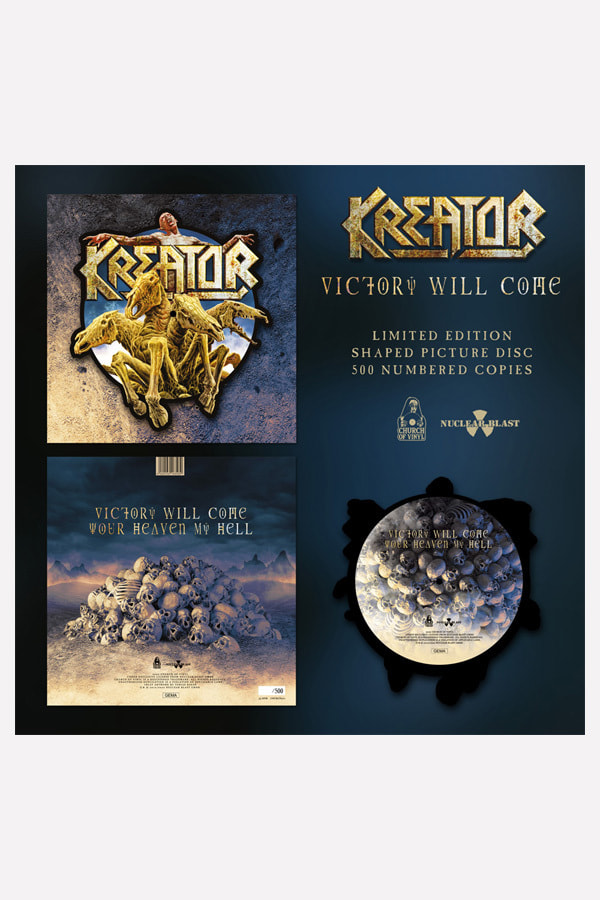 KREATOR
KREATOR
VICTORY WILL COME
LIMITED EDITION
SHAPED PICTURE DISC
500 NUMBERED COPIES
CHURCH
OF VINYL
NUCLEAR BLAST
VICTORY WILL COME
YOUR HEAVEN MY HELL
GEMA
/500
VICTORY WILL COME
YOUR HEAVEN MY HELL
GEMA